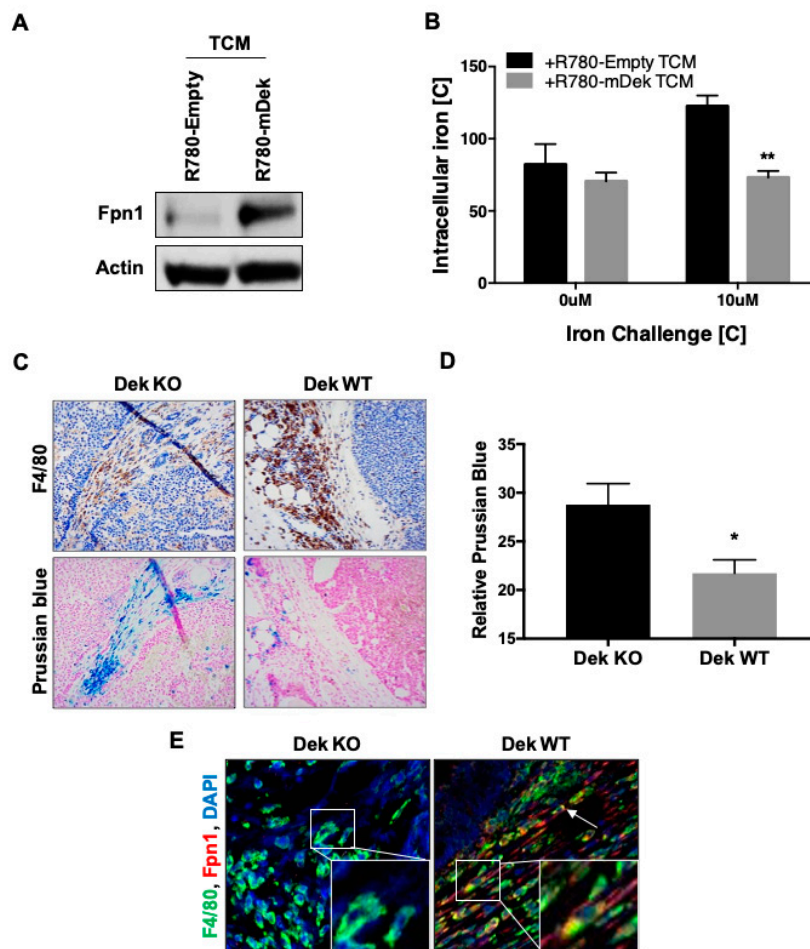 A
TCM
R780-Empty
R780-mDek
Fpn1
Actin
B
+R780-Empty TCM
+R780-mDek TCM
Intracellular iron [C]
150
100
50
0
**
0uM
10uM
Iron Challenge [C]
C
Dek KO
Dek WT
F4/80
Prussian blue
D
Relative Prussian Blue
35
30
25
20
15
*
Dek KO
Dek WT
E
Dek KO
Dek WT
F4/80, Fpn1, DAPI